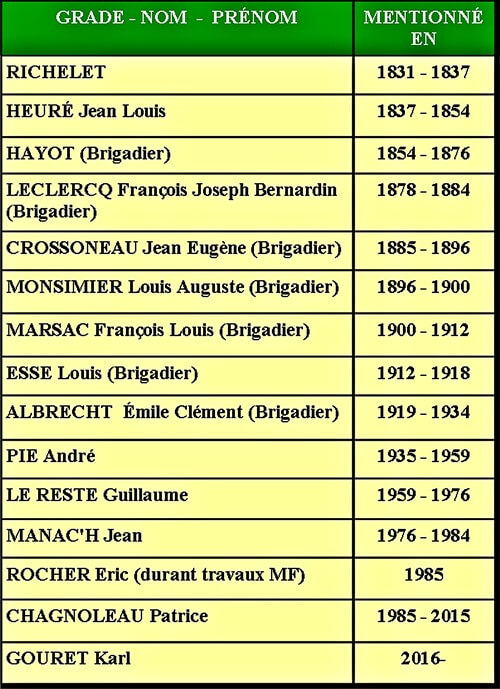 GRADE - NOM - PRÉNOM MENTIONNÉ
EN
RICHELET 1831 - 1837
HEURÉ Jean Louis 1837 - 1854
HAYOT (Brigadier) 1854 - 1876
LECLERCQ François Joseph Bernardin 1878 - 1884
(Brigadier)
CROSSONEAU Jean Eugène (Brigadier) 1885 - 1896
MONSIMIER Louis Auguste (Brigadier) 1896 - 1900
MARSAC François Louis (Brigadier) 1900 - 1912
ESSE Louis (Brigadier) 1912 - 1918
ALBRECHT Émile Clément (Brigadier) 1919 - 1934
PIE André 1935 - 1959
LE RESTE Guillaume 1959 - 1976
MANAC'H Jean 1976 - 1984
ROCHER Eric (durant travaux MF) 1985
CHAGNOLEAU Patrice 1985 - 2015
GOURET Karl 2016-